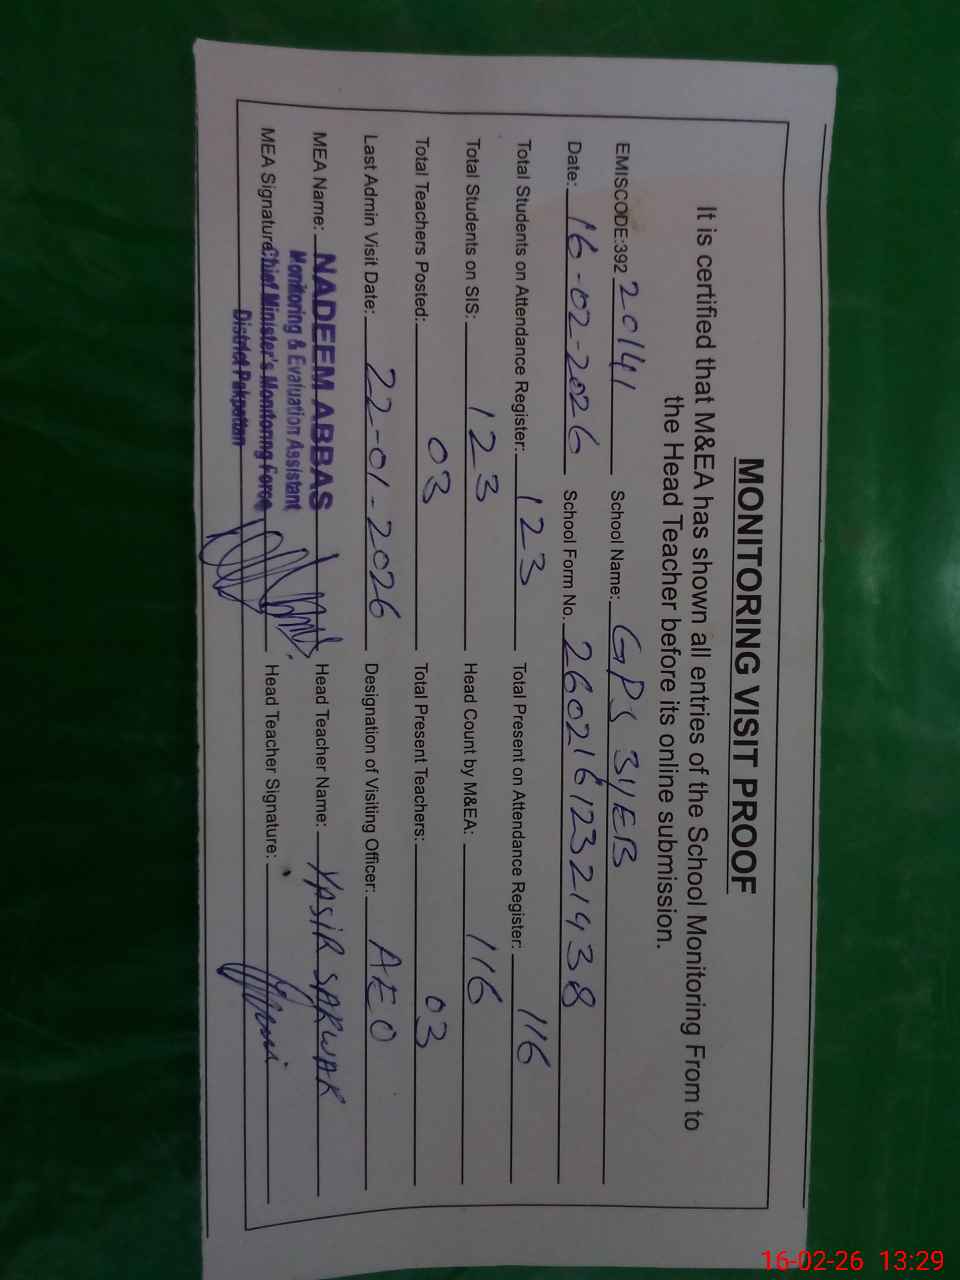 MONITORING VISIT PROOF
It is certified that M&EA has shown all entries of the School Monitoring From to
the Head Teacher before its online submission.
EMISCODE:392 20141 School Name: GPS 31/EB
Date: 16-02-2026 School Form No. 26021612321438
Total Students on Attendance Register: 123 Total Present on Attendance Register: 116
Total Students on SIS: 123 Head Count by M&EA: 116
Total Teachers Posted: 03 Total Present Teachers: 03
Last Admin Visit Date: 22-01-2026 Designation of Visiting Officer: AEO
MEA Name: NADEEM ABBAS Head Teacher Name: YASIR SARWAR
Monitoring & Evaluation Assistant
MEA Signature: Chief Minister's Monitoring Force Head Teacher Signature:
District Pakpattan
16-02-26 13:29